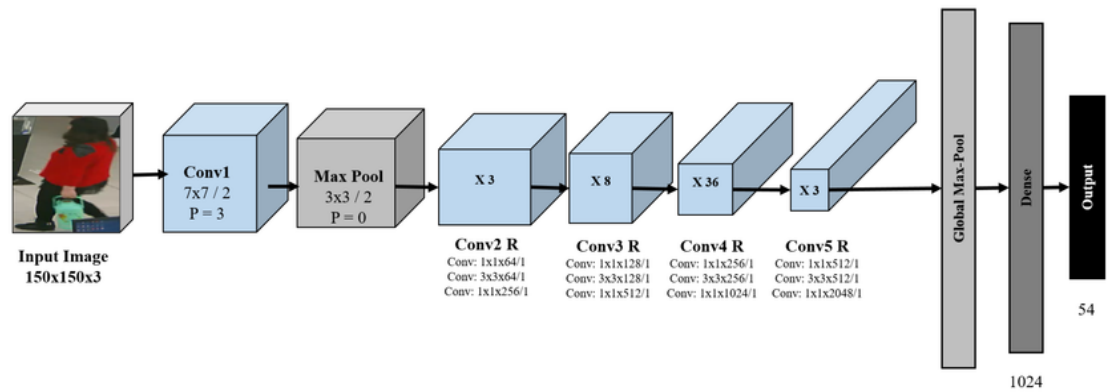 Input Image
150x150x3
Conv1
7x7 / 2
P = 3
Max Pool
3x3 / 2
P = 0
X 3
Conv2 R
Conv: 1x1x64/1
Conv: 3x3x64/1
Conv: 1x1x256/1
X 8
Conv3 R
Conv: 1x1x128/1
Conv: 3x3x128/1
Conv: 1x1x512/1
X 36
Conv4 R
Conv: 1x1x256/1
Conv: 3x3x256/1
Conv: 1x1x1024/1
X 3
Conv5 R
Conv: 1x1x512/1
Conv: 3x3x512/1
Conv: 1x1x2048/1
Global Max-Pool
Dense
1024
Output
54